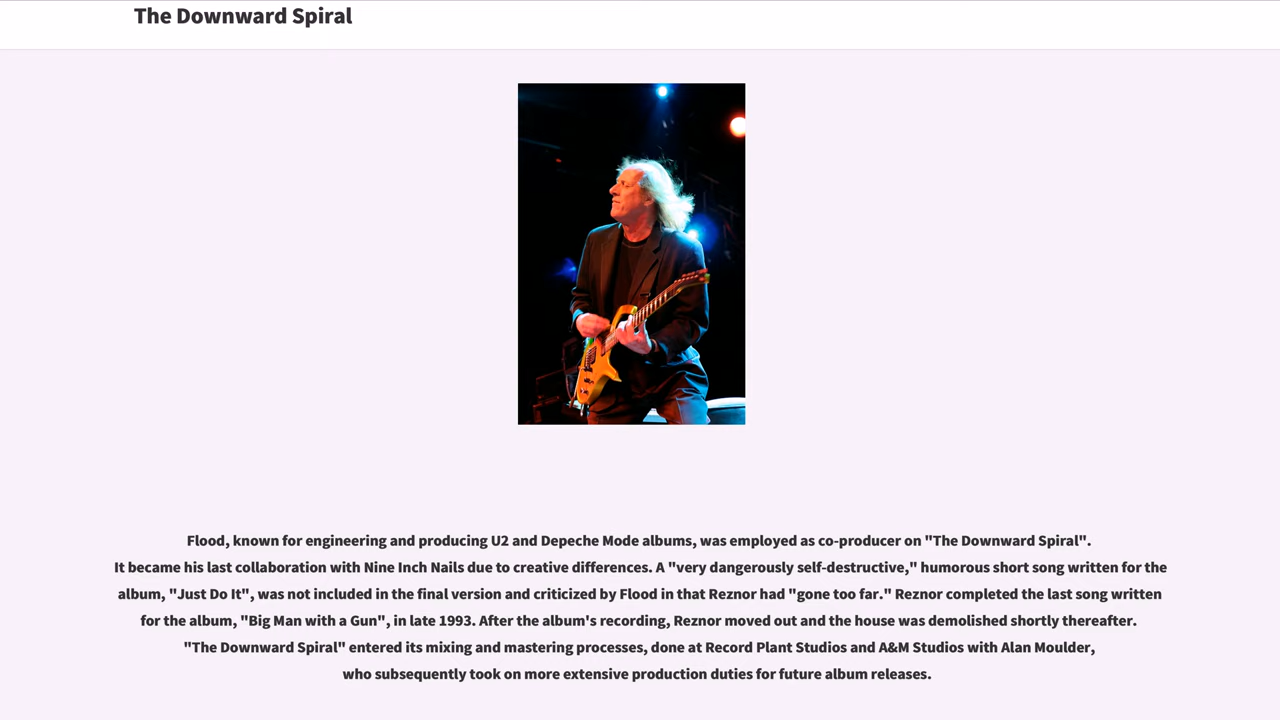 The Downward Spiral
Flood, known for engineering and producing U2 and Depeche Mode albums, was employed as co-producer on "The Downward Spiral".
It became his last collaboration with Nine Inch Nails due to creative differences. A "very dangerously self-destructive," humorous short song written for the
album, "Just Do It", was not included in the final version and criticized by Flood in that Reznor had "gone too far." Reznor completed the last song written
for the album, "Big Man with a Gun", in late 1993. After the album's recording, Reznor moved out and the house was demolished shortly thereafter.
"The Downward Spiral" entered its mixing and mastering processes, done at Record Plant Studios and A&M Studios with Alan Moulder,
who subsequently took on more extensive production duties for future album releases.